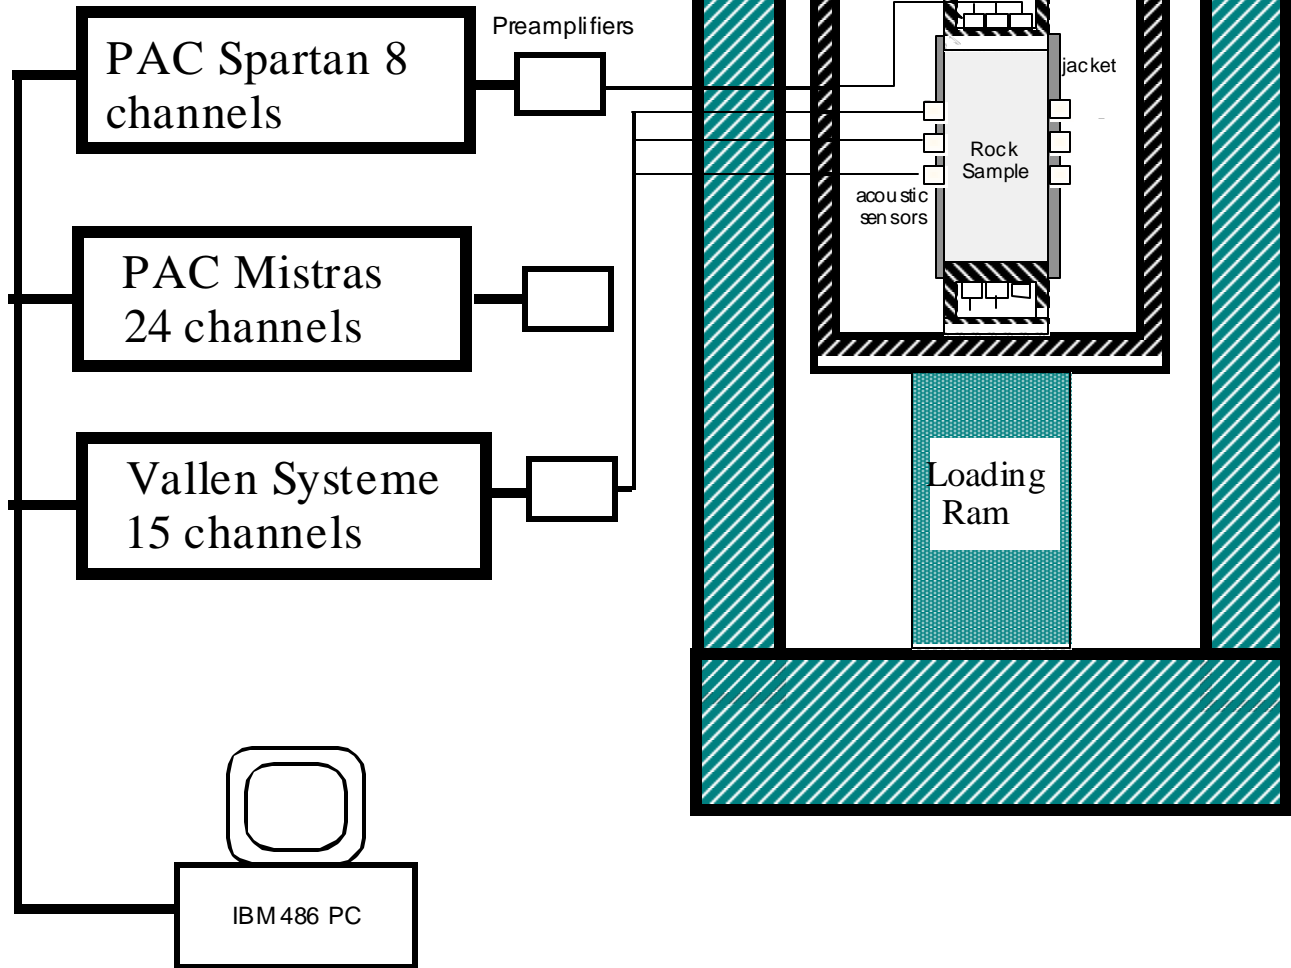 Preamplifiers
PAC Spartan 8
channels
jacket
Rock
Sample
acoustic
sensors
PAC Mistras
24 channels
Vallen Systeme
15 channels
Loading
Ram
IBM 486 PC